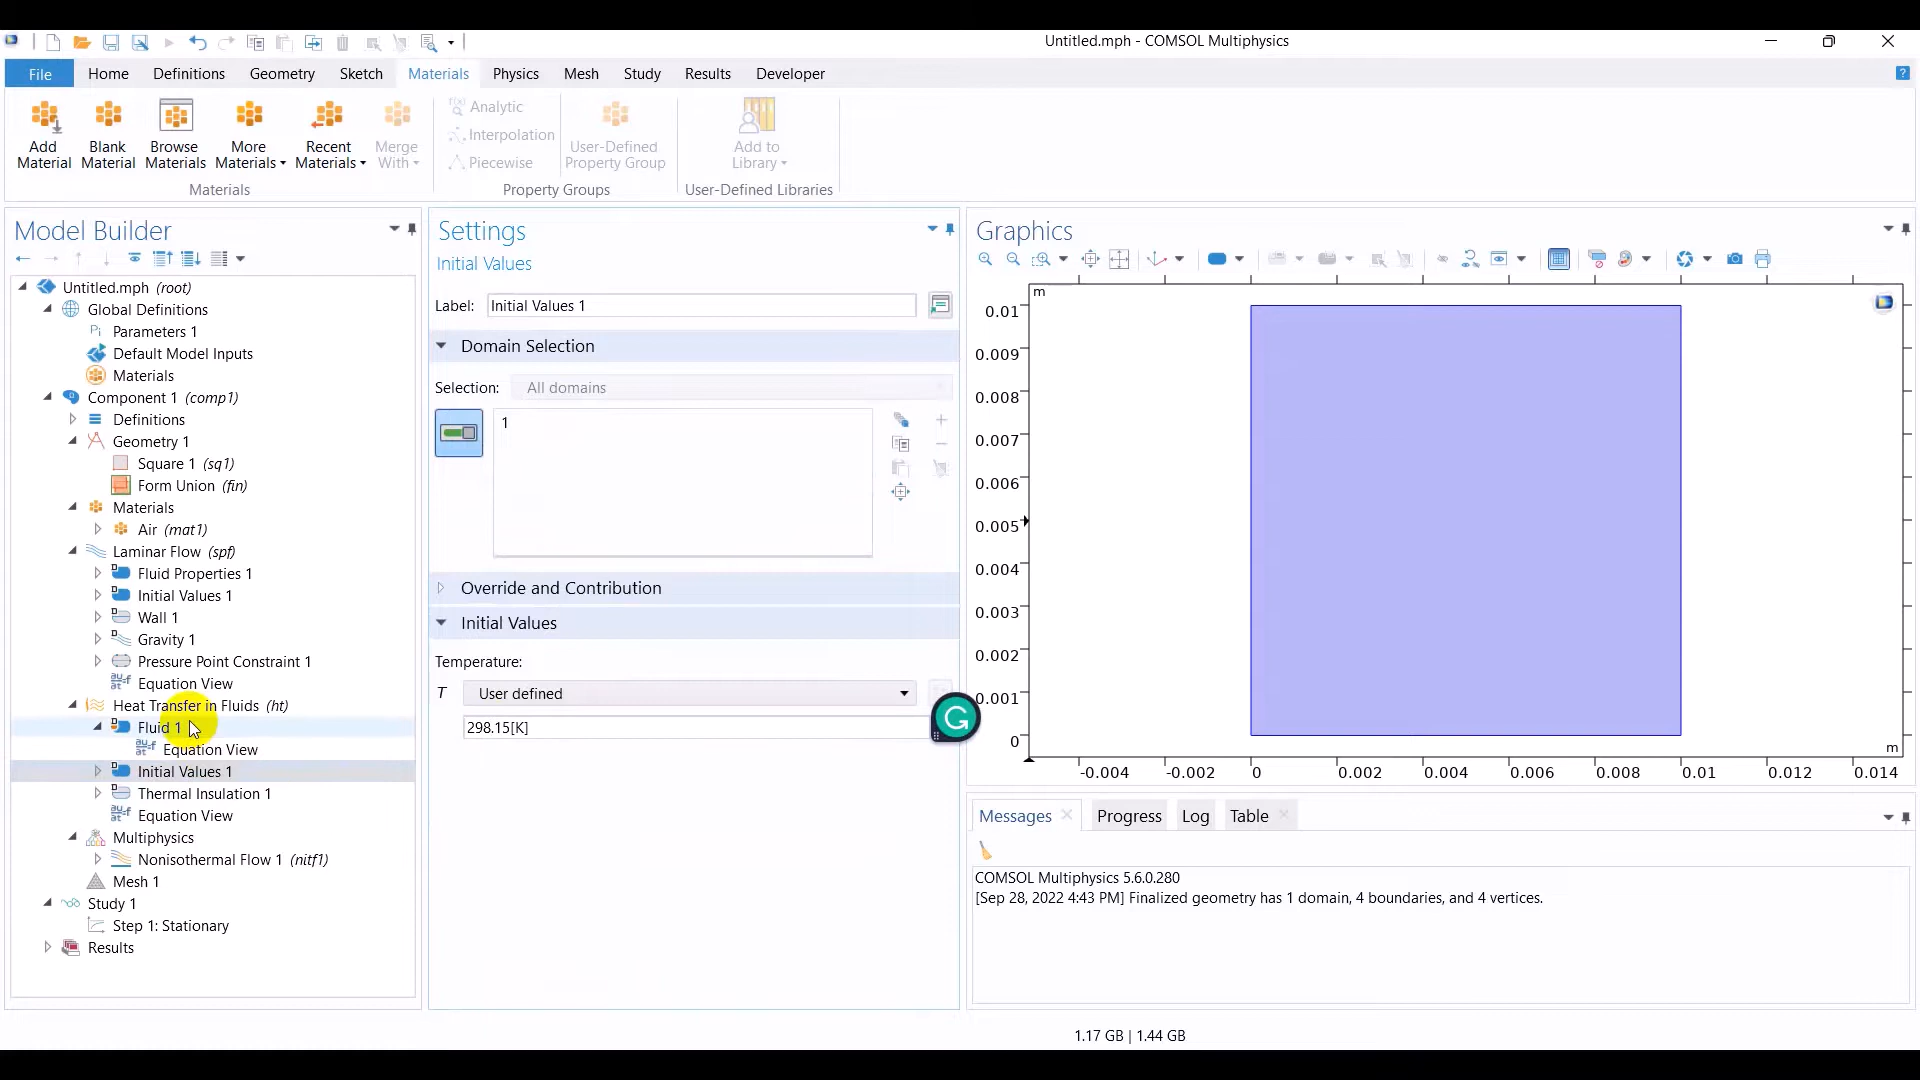 Untitled.mph - COMSOL Multiphysics
File Home Definitions Geometry Sketch Materials Physics Mesh Study Results Developer
Add Material
Blank Material
Browse Materials
More Materials
Recent Materials
Merge With
Analytic
Interpolation
Piecewise
User-Defined Property Group
Add to Library
Materials
Property Groups
User-Defined Libraries
Model Builder
Untitled.mph (root)
Global Definitions
Pi Parameters 1
Default Model Inputs
Materials
Component 1 (comp1)
Definitions
Geometry 1
Square 1 (sq1)
Form Union (fin)
Materials
Air (mat1)
Laminar Flow (spf)
Fluid Properties 1
Initial Values 1
Wall 1
Gravity 1
Pressure Point Constraint 1
Equation View
Heat Transfer in Fluids (ht)
Fluid 1
Equation View
Initial Values 1
Thermal Insulation 1
Equation View
Multiphysics
Nonisothermal Flow 1 (nitf1)
Mesh 1
Study 1
Step 1: Stationary
Results
Settings
Initial Values
Label: Initial Values 1
Domain Selection
Selection: All domains
1
Override and Contribution
Initial Values
Temperature:
T User defined
298.15[K]
Graphics
m
0.01
0.009
0.008
0.007
0.006
0.005
0.004
0.003
0.002
0.001
0
m
-0.004 -0.002 0 0.002 0.004 0.006 0.008 0.01 0.012 0.014
Messages Progress Log Table
COMSOL Multiphysics 5.6.0.280
[Sep 28, 2022 4:43 PM] Finalized geometry has 1 domain, 4 boundaries, and 4 vertices.
1.17 GB | 1.44 GB